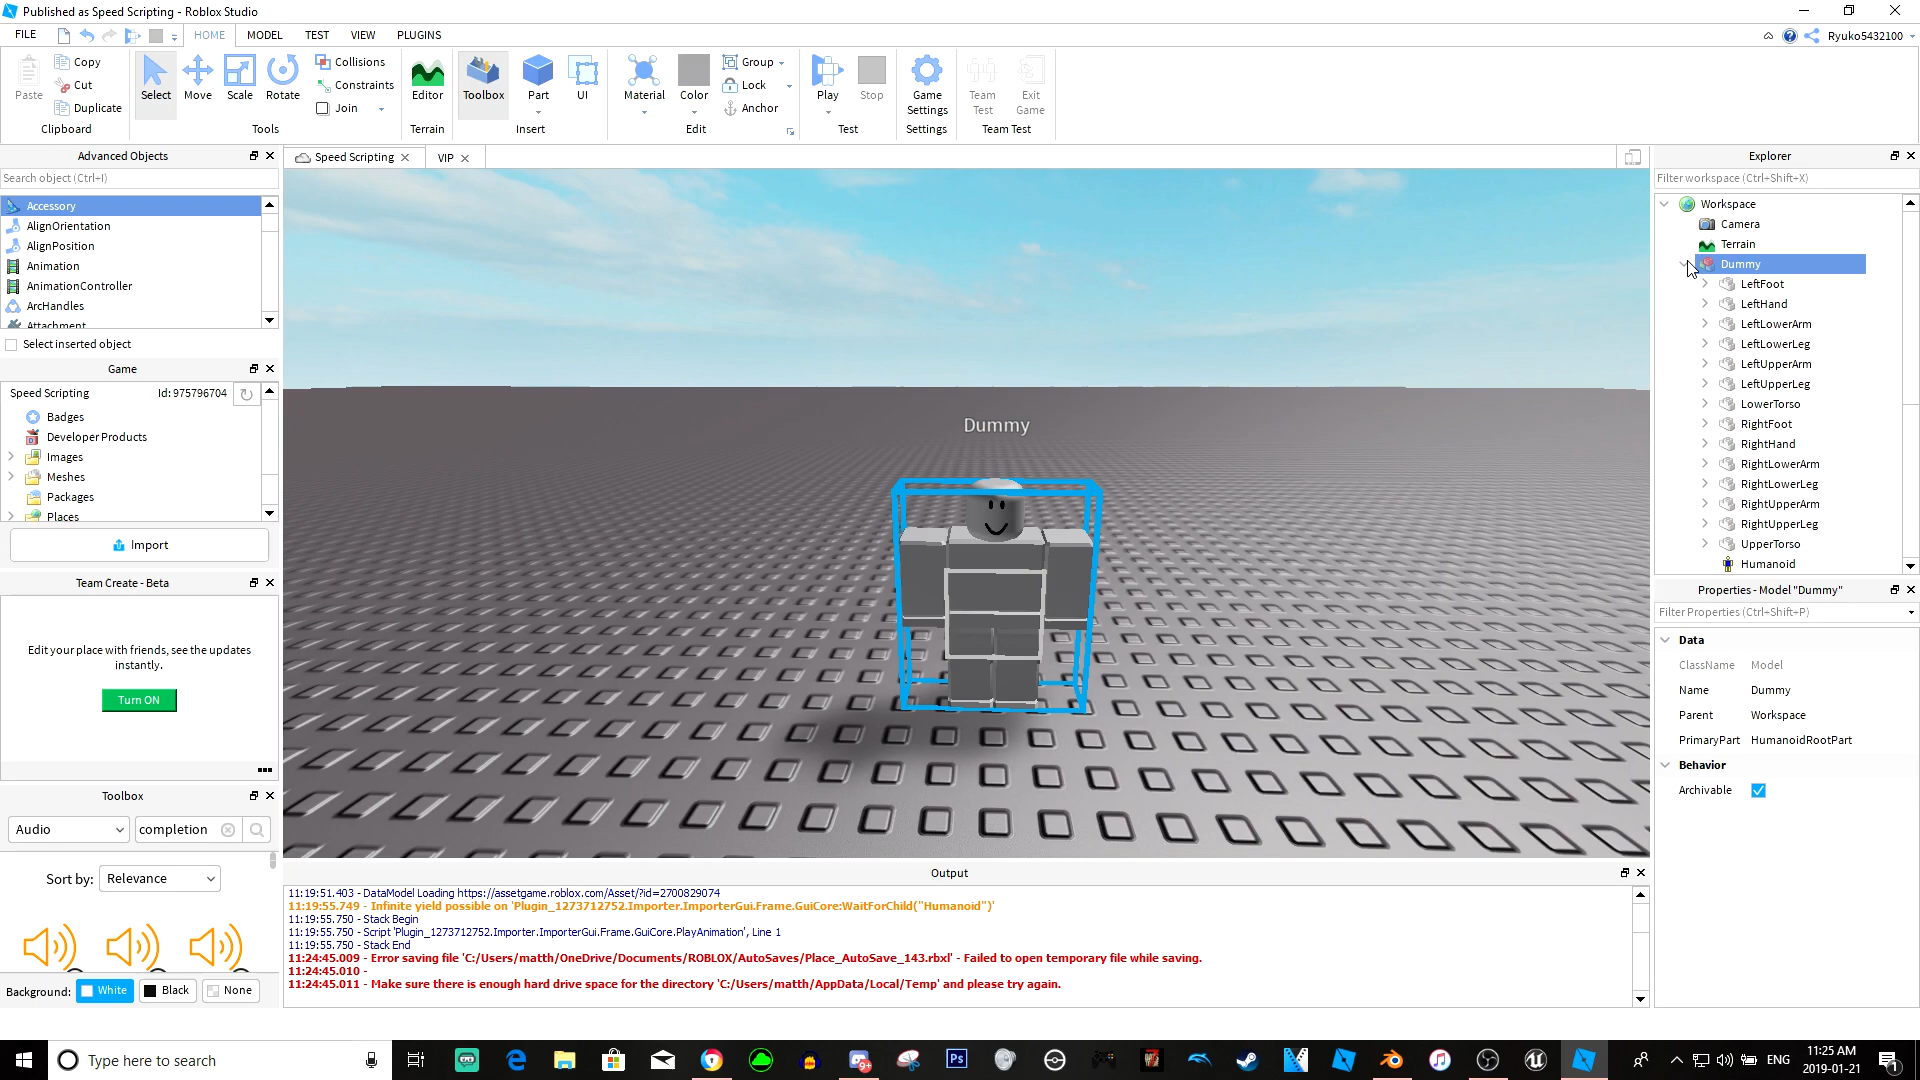 Published as Speed Scripting - Roblox Studio
FILE
HOME
MODEL
TEST
VIEW
PLUGINS
Ryuko5432100
Paste
Copy
Cut
Duplicate
Clipboard
Select
Move
Scale
Rotate
Collisions
Constraints
Join
Tools
Editor
Terrain
Toolbox
Part
UI
Insert
Material
Color
Group
Lock
Anchor
Edit
Play
Stop
Test
Game
Settings
Settings
Team
Test
Exit
Game
Team Test
Advanced Objects
Search object (Ctrl+I)
Accessory
AlignOrientation
AlignPosition
Animation
AnimationController
ArcHandles
Attachment
Select inserted object
Game
Speed Scripting Id: 975796704
Badges
Developer Products
Images
Meshes
Packages
Places
Import
Team Create - Beta
Edit your place with friends, see the updates
instantly.
Turn ON
Toolbox
Audio
completion
Sort by: Relevance
Background: White Black None
Speed Scripting
VIP
Dummy
Output
11:19:51.403 - DataModel Loading https://assetgame.roblox.com/Asset/?id=2700829074
11:19:55.749 - Infinite yield possible on 'Plugin_1273712752.Importer.ImporterGui.Frame.GuiCore:WaitForChild("Humanoid")'
11:19:55.750 - Stack Begin
11:19:55.750 - Script 'Plugin_1273712752.Importer.ImporterGui.Frame.GuiCore.PlayAnimation', Line 1
11:19:55.750 - Stack End
11:24:45.009 - Error saving file 'C:/Users/matth/OneDrive/Documents/ROBLOX/AutoSaves/Place_AutoSave_143.rbxl' - Failed to open temporary file while saving.
11:24:45.010 -
11:24:45.011 - Make sure there is enough hard drive space for the directory 'C:/Users/matth/AppData/Local/Temp' and please try again.
Explorer
Filter workspace (Ctrl+Shift+X)
Workspace
Camera
Terrain
Dummy
LeftFoot
LeftHand
LeftLowerArm
LeftLowerLeg
LeftUpperArm
LeftUpperLeg
LowerTorso
RightFoot
RightHand
RightLowerArm
RightLowerLeg
RightUpperArm
RightUpperLeg
UpperTorso
Humanoid
Properties - Model "Dummy"
Filter Properties (Ctrl+Shift+P)
Data
ClassName Model
Name Dummy
Parent Workspace
PrimaryPart HumanoidRootPart
Behavior
Archivable
Type here to search
Ps
9+
ENG
11:25 AM
2019-01-21
1